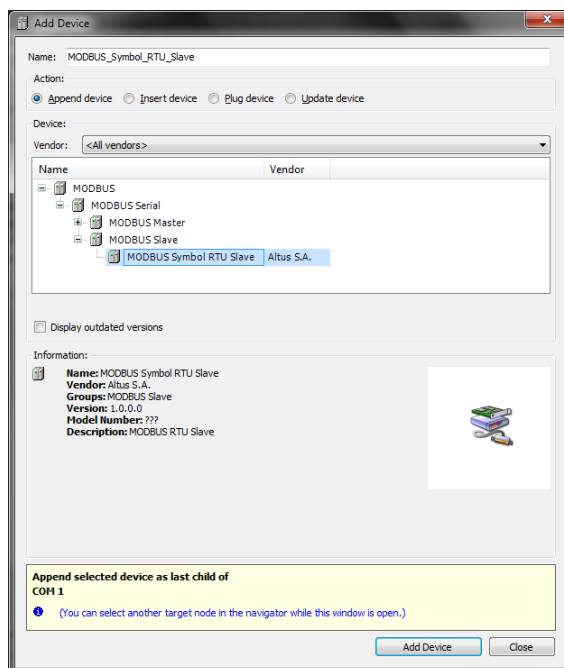 Add Device
Name: MODBUS_Symbol_RTU_Slave
Action:
Append device Insert device Plug device Update device
Device:
Vendor: <All vendors>
Name Vendor
MODBUS
MODBUS Serial
MODBUS Master
MODBUS Slave
MODBUS Symbol RTU Slave Altus S.A.
Display outdated versions
Information:
Name: MODBUS Symbol RTU Slave
Vendor: Altus S.A.
Groups: MODBUS Slave
Version: 1.0.0.0
Model Number: ???
Description: MODBUS RTU Slave
Append selected device as last child of
COM 1
(You can select another target node in the navigator while this window is open.)
Add Device Close